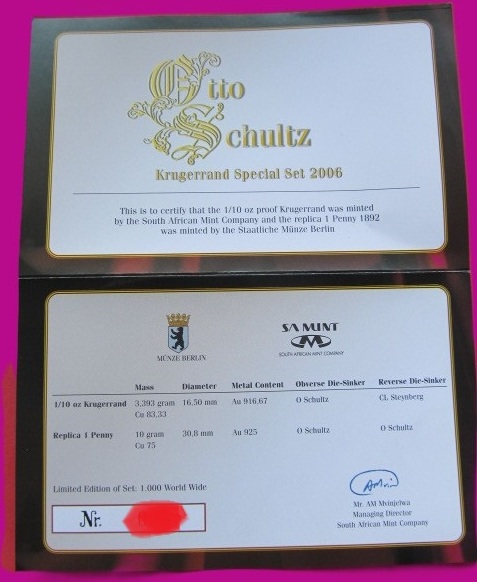 Otto
Schultz
Krugerrand Special Set 2006
This is to certify that the 1/10 oz proof Krugerrand was minted
by the South African Mint Company and the replica 1 Penny 1892
was minted by the Staatliche Münze Berlin
MÜNZE BERLIN
SA MINT
SOUTH AFRICAN MINT COMPANY
Mass Diameter Metal Content Obverse Die-Sinker Reverse Die-Sinker
1/10 oz Krugerrand 3.393 gram 16.50 mm Au 916.67 O Schultz CL Steynberg
Cu 83,33
Replica 1 Penny 10 gram 30,8 mm Au 925 O Schultz O Schultz
Cu 75
Limited Edition of Set: 1.000 World Wide
Nr.
Mr. AM Mvinjelwa
Managing Director
South African Mint Company